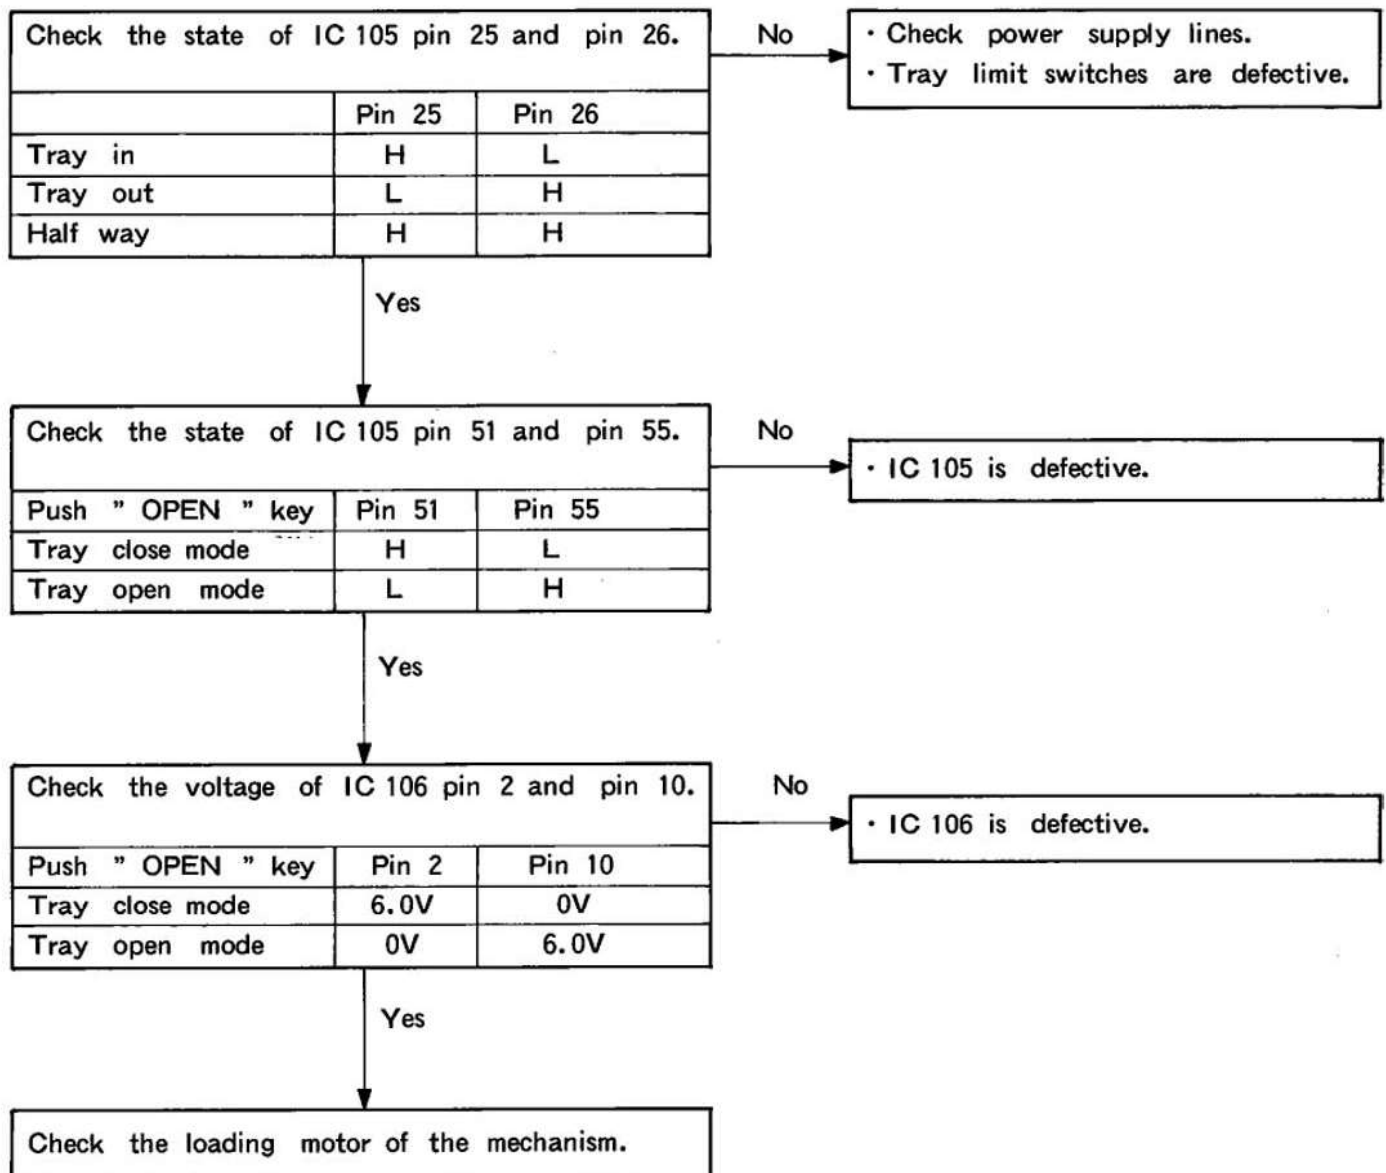 Check the state of IC 105 pin 25 and pin 26.
No
· Check power supply lines.
· Tray limit switches are defective.
Pin 25 Pin 26
Tray in H L
Tray out L H
Half way H H
Yes
Check the state of IC 105 pin 51 and pin 55.
No
· IC 105 is defective.
Push " OPEN " key Pin 51 Pin 55
Tray close mode H L
Tray open mode L H
Yes
Check the voltage of IC 106 pin 2 and pin 10.
No
· IC 106 is defective.
Push " OPEN " key Pin 2 Pin 10
Tray close mode 6.0V 0V
Tray open mode 0V 6.0V
Yes
Check the loading motor of the mechanism.